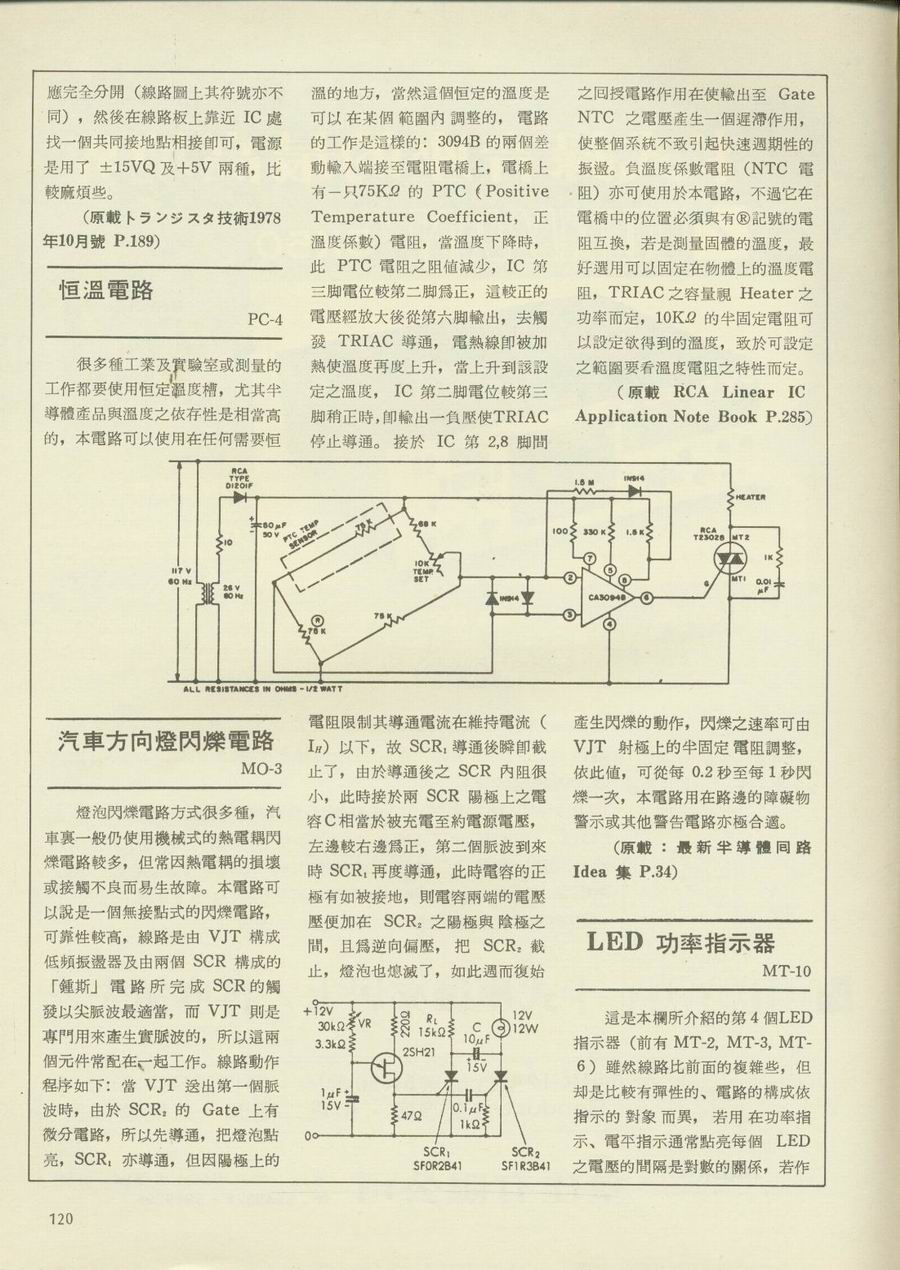 應完全分開（線路圖上其符號亦不
同），然後在線路板上靠近 IC 處
找一個共同接地點相接卽可，電源
是用了 ±15VQ 及+5V 兩種，比
較麻煩些。
（原載トランジスタ技術1978
年10月號 P.189）
恒溫電路
PC-4
很多種工業及實驗室或測量的
工作都要使用恒定溫度槽，尤其半
導體產品與溫度之依存性是相當高
的，本電路可以使用在任何需要恒
溫的地方，當然這個恒定的溫度是
可以在某個範圍內調整的，電路
的工作是這樣的：3094B 的兩個差
動輸入端接至電阻電橋上，電橋上
有一只75KΩ 的 PTC (Positive
Temperature Coefficient, 正
溫度係數）電阻，當溫度下降時，
此 PTC 電阻之阻値減少，IC 第
三脚電位較第二脚爲正，這較正的
電壓經放大後從第六脚輸出，去觸
發 TRIAC 導通，電熱線卽被加
熱使溫度再度上升，當上升到該設
定之溫度， IC 第二脚電位較第三
脚稍正時，卽輸出一負壓使TRIAC
停止導通。接於 IC 第 2,8 脚間
之囘授電路作用在使輸出至 Gate
NTC 之電壓產生一個遲滯作用，
使整個系統不致引起快速週期性的
振盪。負溫度係數電阻（NTC 電
阻）亦可使用於本電路，不過它在
電橋中的位置必須與有Ⓡ記號的電
阻互換，若是測量固體的溫度，最
好選用可以固定在物體上的溫度電
阻，TRIAC 之容量視 Heater 之
功率而定，10KΩ 的半固定電阻可
以設定欲得到的溫度，致於可設定
之範圍要看溫度電阻之特性而定。
（原載 RCA Linear IC
Application Note Book P.285）
RCA
TYPE
D1201F
60 μF
50 V
10
117 V
60 Hz
26 V
60 Hz
PTC TEMP
SENSOR
75 K
68 K
10K
TEMP.
SET
R
75 K
75 K
1N914
1.5 M
1N914
100
330 K
1.5 K
7
5
8
2
3
CA3094B
6
4
HEATER
RCA
T2302B
MT2
MT1
G
1K
0.01
μF
ALL RESISTANCES IN OHMS - 1/2 WATT
汽車方向燈閃爍電路
MO-3
燈泡閃爍電路方式很多種，汽
車裏一般仍使用機械式的熱電耦閃
爍電路較多，但常因熱電耦的損壞
或接觸不良而易生故障。本電路可
以說是一個無接點式的閃爍電路，
可靠性較高，線路是由 VJT 構成
低頻振盪器及由兩個 SCR 構成的
「鍾斯」電路所完成 SCR 的觸
發以尖脈波最適當，而 VJT 則是
專門用來產生實脈波的，所以這兩
個元件常配在一起工作。線路動作
程序如下：當 VJT 送出第一個脈
波時，由於 SCR₂ 的 Gate 上有
微分電路，所以先導通，把燈泡點
亮，SCR₁ 亦導通，但因陽極上的
電阻限制其導通電流在維持電流（
IH）以下，故 SCR₁ 導通後瞬卽截
止了，由於導通後之 SCR 內阻很
小，此時接於兩 SCR 陽極上之電
容C相當於被充電至約電源電壓，
左邊較右邊爲正，第二個脈波到來
時 SCR₁ 再度導通，此時電容的正
極有如被接地，則電容兩端的電壓
壓便加在 SCR₂ 之陽極與陰極之
間，且爲逆向偏壓，把 SCR₂ 截
止，燈泡也熄滅了，如此週而復始
+12V
30kΩ
VR
3.3kΩ
220Ω
RL
15kΩ
C
10μF
15V
12V
12W
2SH21
1μF
15V
47Ω
0.1μF
1kΩ
0
SCR₁
SF0R2B41
SCR₂
SF1R3B41
產生閃爍的動作，閃爍之速率可由
VJT 射極上的半固定電阻調整，
依此値，可從每 0.2 秒至每 1 秒閃
爍一次，本電路用在路邊的障礙物
警示或其他警告電路亦極合適。
（原載：最新半導體囘路
Idea 集 P.34）
LED 功率指示器
MT-10
這是本欄所介紹的第 4 個LED
指示器（前有 MT-2, MT-3, MT-
6 ）雖然線路比前面的複雜些，但
却是比較有彈性的、電路的構成依
指示的對象而異，若用在功率指
示、電平指示通常點亮每個 LED
之電壓的間隔是對數的關係，若作
120